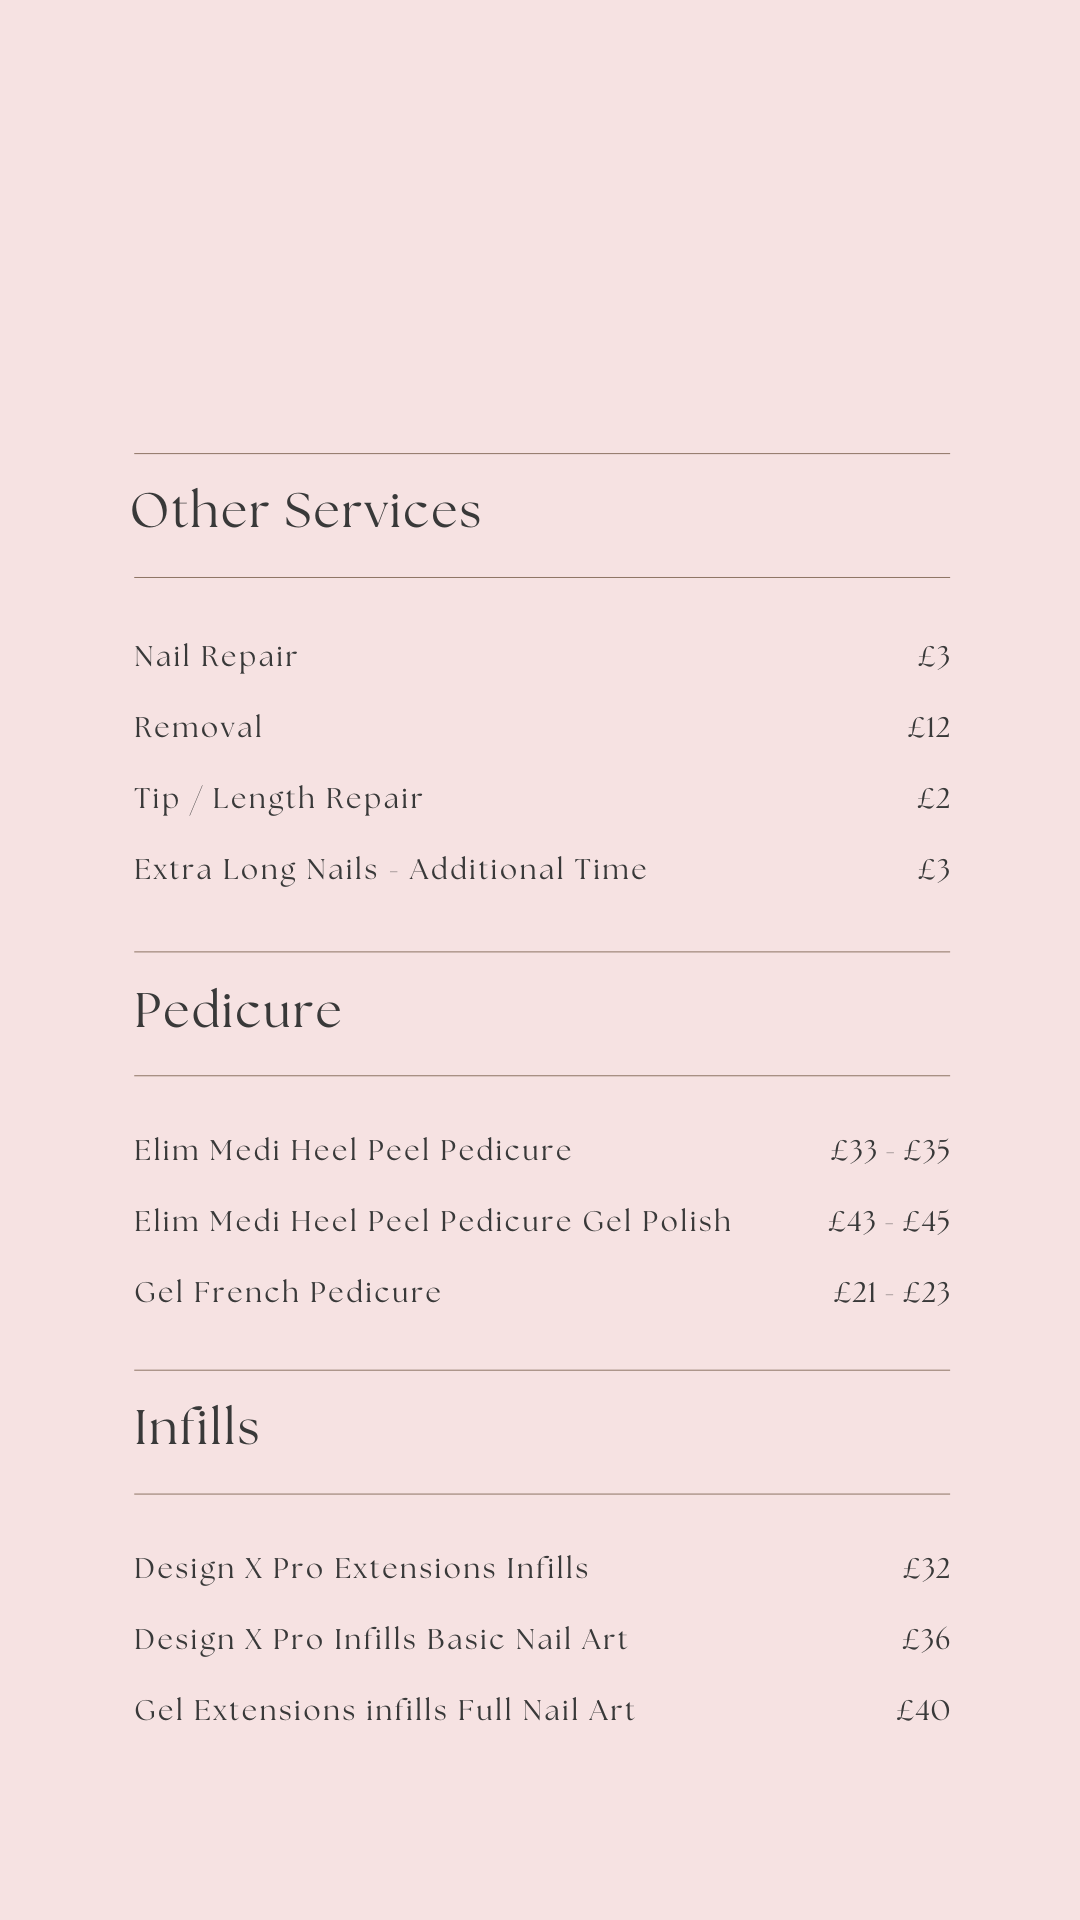 Other Services
Nail Repair £3
Removal £12
Tip / Length Repair £2
Extra Long Nails - Additional Time £3
Pedicure
Elim Medi Heel Peel Pedicure £33 - £35
Elim Medi Heel Peel Pedicure Gel Polish £43 - £45
Gel French Pedicure £21 - £23
Infills
Design X Pro Extensions Infills £32
Design X Pro Infills Basic Nail Art £36
Gel Extensions infills Full Nail Art £40